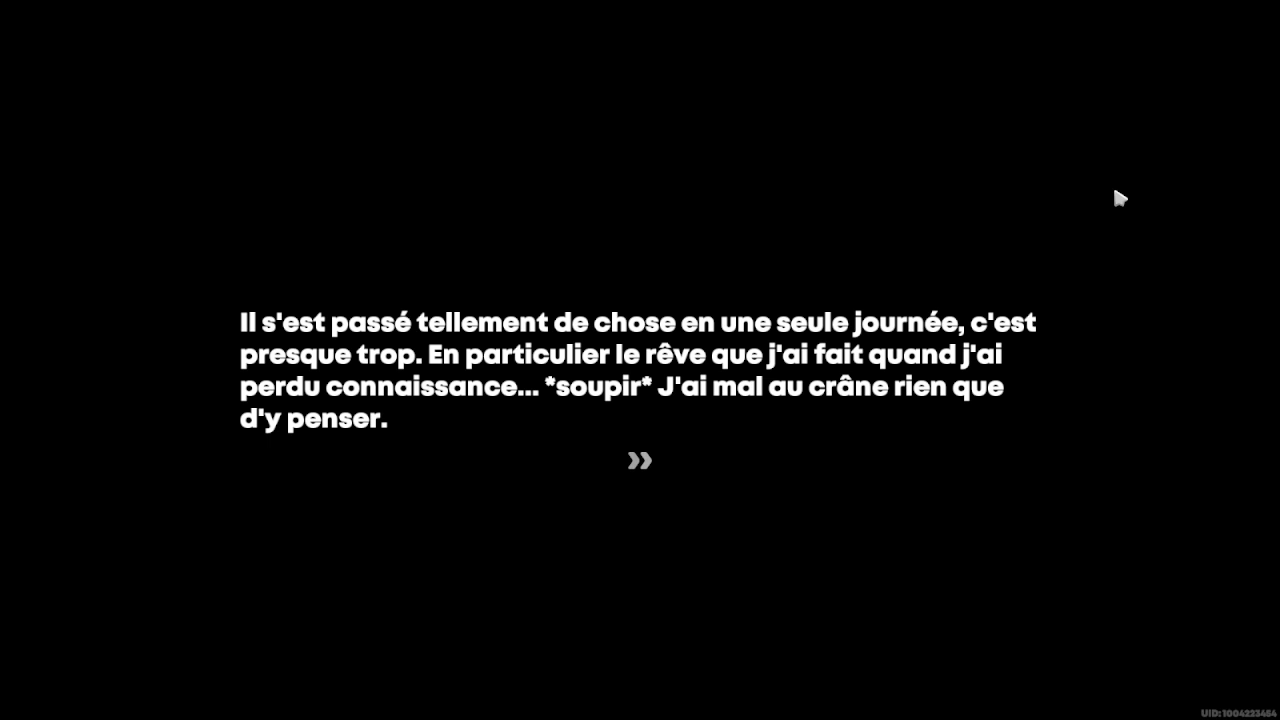 Il s'est passé tellement de chose en une seule journée, c'est
presque trop. En particulier le rêve que j'ai fait quand j'ai
perdu connaissance... *soupir* J'ai mal au crâne rien que
d'y penser.
UID: 1004223454